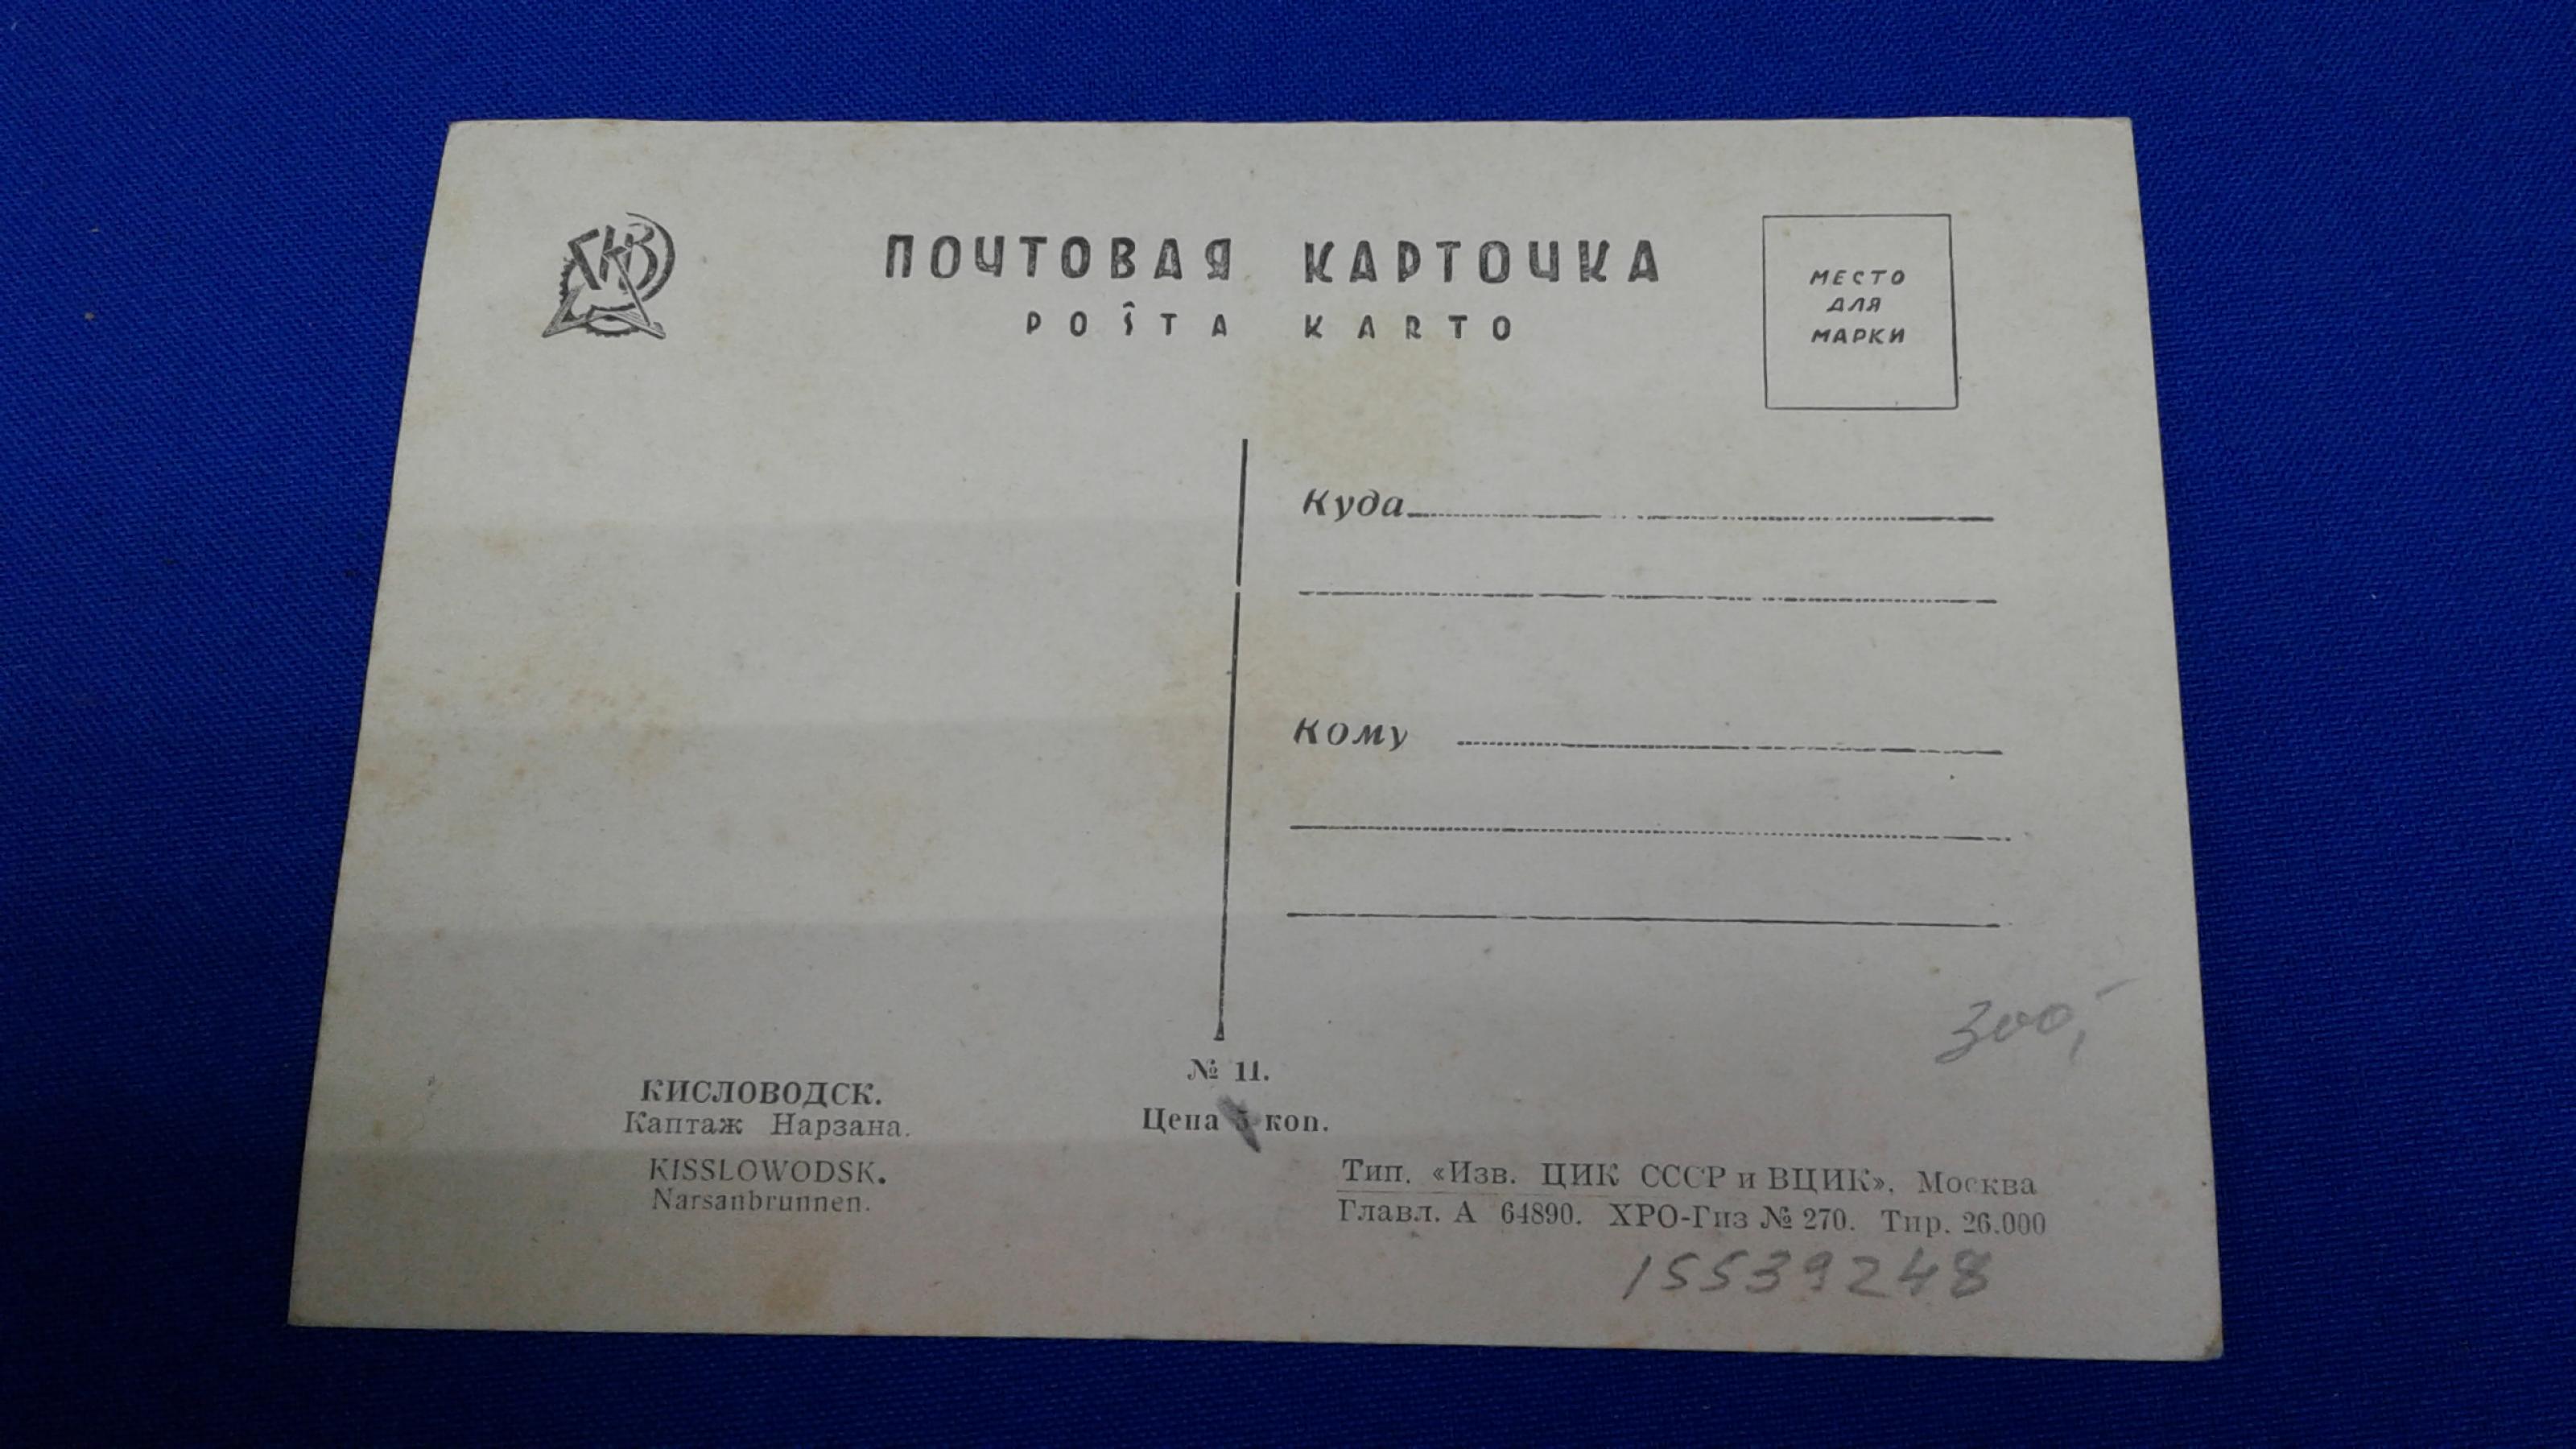 ПОЧТОВАЯ КАРТОЧКА
POŜTA KARTO
МЕСТО
ДЛЯ
МАРКИ
Куда
Кому
300,-
№ 11.
Цена 5 коп.
КИСЛОВОДСК.
Каптаж Нарзана.
KISSLOWODSK.
Narsanbrunnen.
Тип. «Изв. ЦИК СССР и ВЦИК», Москва
Главл. А 64890. ХРО-Гиз № 270. Тир. 26.000
15539248